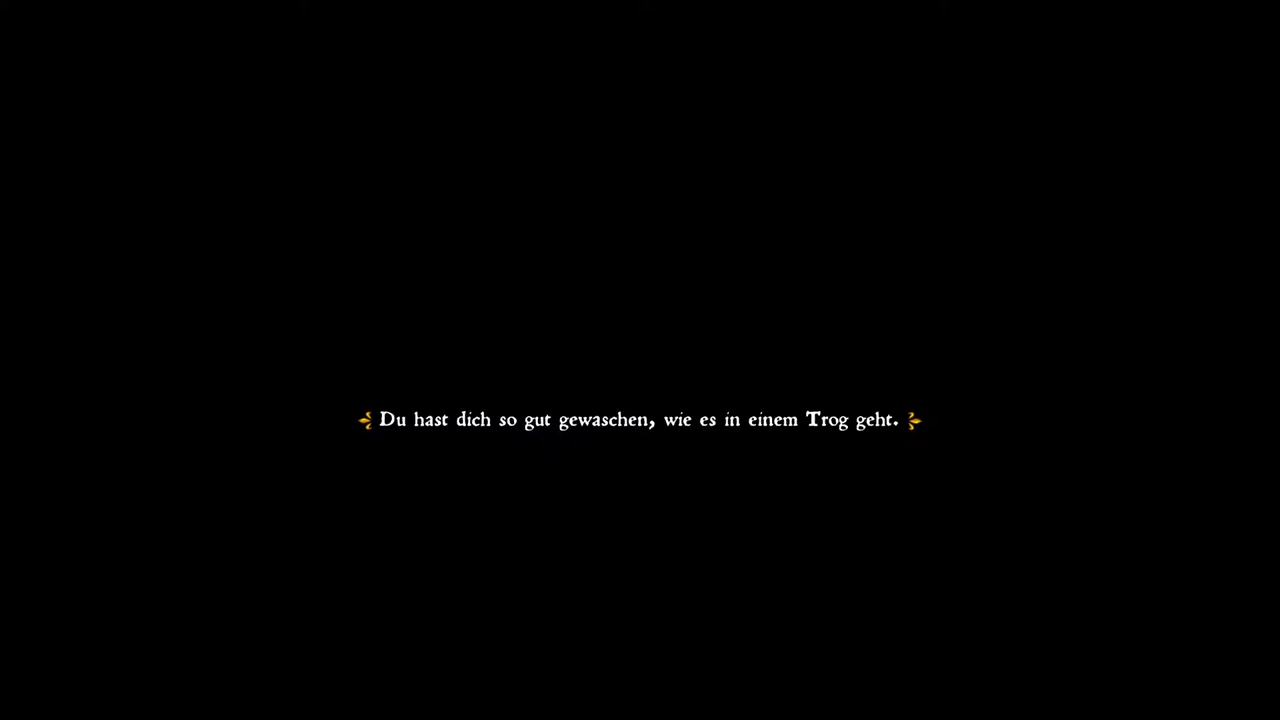 Du hast dich so gut gewaschen, wie es in einem Trog geht.